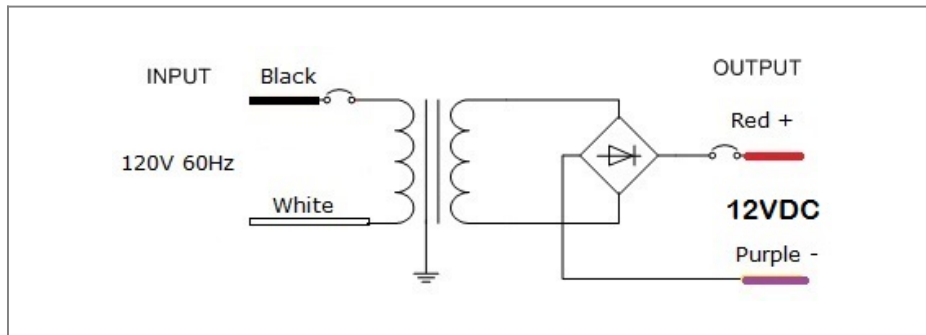 INPUT
Black
OUTPUT
Red +
120V 60Hz
White
12VDC
Purple -